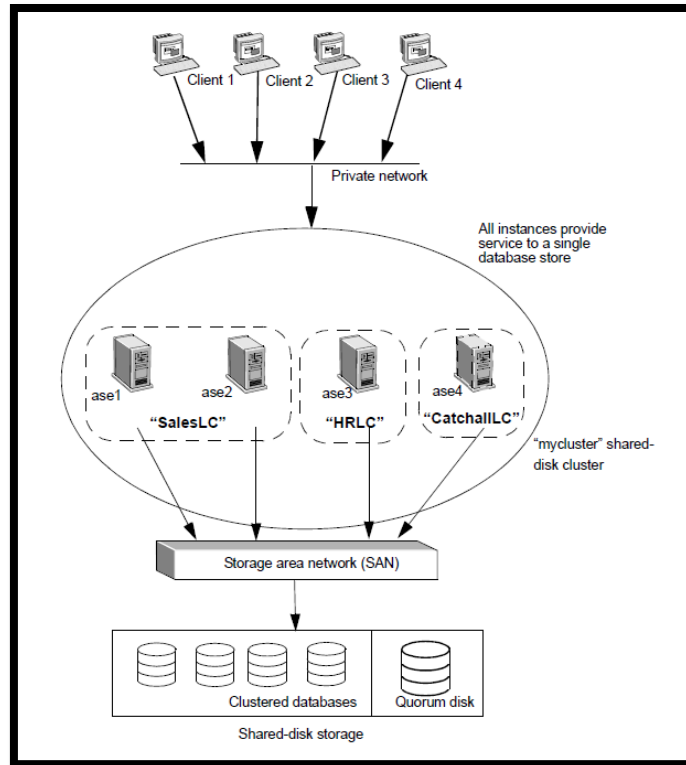 Client 1
Client 2
Client 3
Client 4
Private network
All instances provide
service to a single
database store
ase1
ase2
ase3
ase4
“SalesLC”
“HRLC”
“CatchallLC”
“mycluster” shared-
disk cluster
Storage area network (SAN)
Clustered databases
Quorum disk
Shared-disk storage